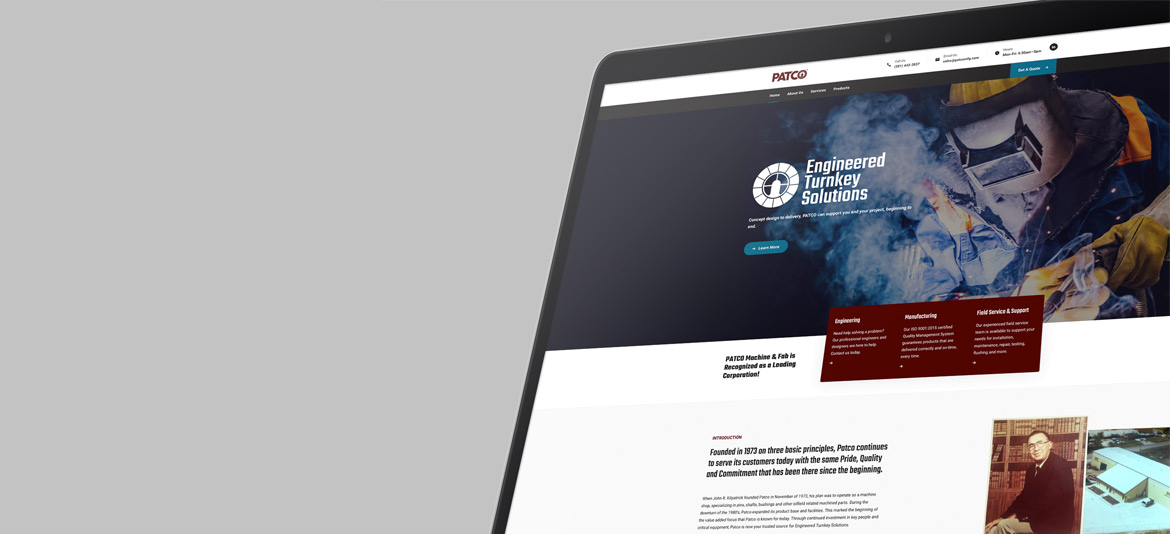 PATCO
Call Us:
(281) 443-3937
Email Us:
sales@patcomfg.com
Hours:
Mon-Fri: 6:00am-5pm
Home
About Us
Services
Products
Get A Quote
Engineered
Turnkey
Solutions
Concept design to delivery, PATCO can support you and your project, beginning to
end.
Learn More
Engineering
Need help solving a problem?
Our professional engineers and
designers are here to help.
Contact us today.
Manufacturing
Our ISO 9001:2015 certified
Quality Management System
guarantees products that are
delivered correctly and on-time,
every time.
Field Service & Support
Our experienced field service
team is available to support your
needs for installation,
maintenance, repair, testing,
flushing and more.
PATCO Machine & Fab is
Recognized as a Leading
Corporation!
INTRODUCTION
Founded in 1973 on three basic principles, Patco continues
to serve its customers today with the same Pride, Quality
and Commitment that has been there since the beginning.
When John R. Kilpatrick founded Patco in November of 1973, his plan was to operate as a machine
shop, specializing in pins, shafts, bushings and other oilfield related machined parts. During the
downturn of the 1980's, Patco expanded its product base and facilities. This marked the beginning of
the value added focus that Patco is known for today. Through continued investment in key people and
critical equipment, Patco is now your trusted source for Engineered Turnkey Solutions.